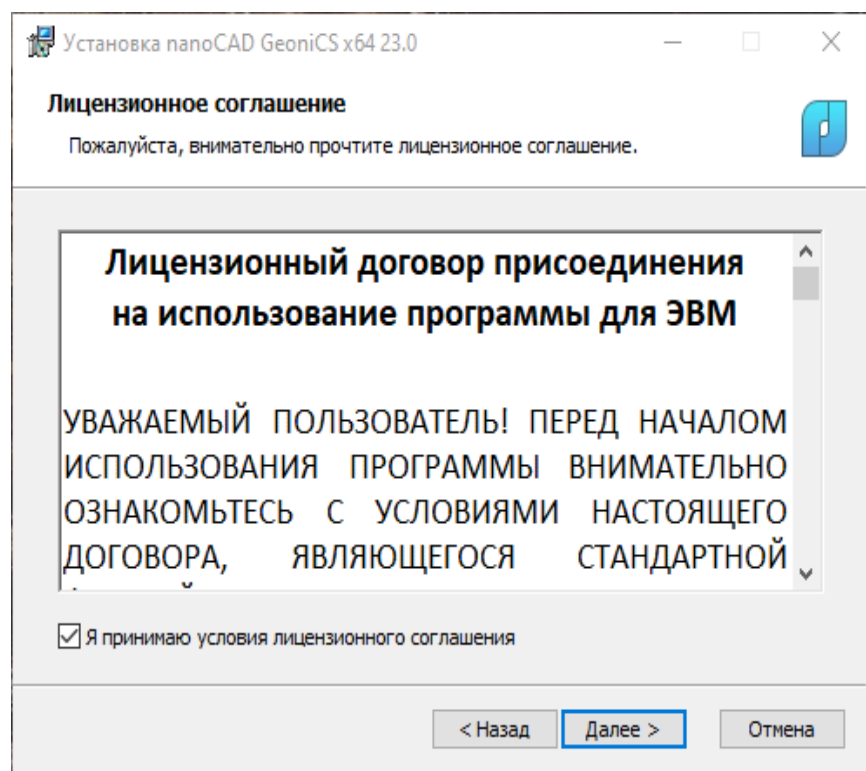 Установка nanoCAD GeoniCS x64 23.0
Лицензионное соглашение
Пожалуйста, внимательно прочтите лицензионное соглашение.
Лицензионный договор присоединения
на использование программы для ЭВМ
УВАЖАЕМЫЙ ПОЛЬЗОВАТЕЛЬ! ПЕРЕД НАЧАЛОМ
ИСПОЛЬЗОВАНИЯ ПРОГРАММЫ ВНИМАТЕЛЬНО
ОЗНАКОМЬТЕСЬ С УСЛОВИЯМИ НАСТОЯЩЕГО
ДОГОВОРА, ЯВЛЯЮЩЕГОСЯ СТАНДАРТНОЙ
Я принимаю условия лицензионного соглашения
< Назад Далее > Отмена